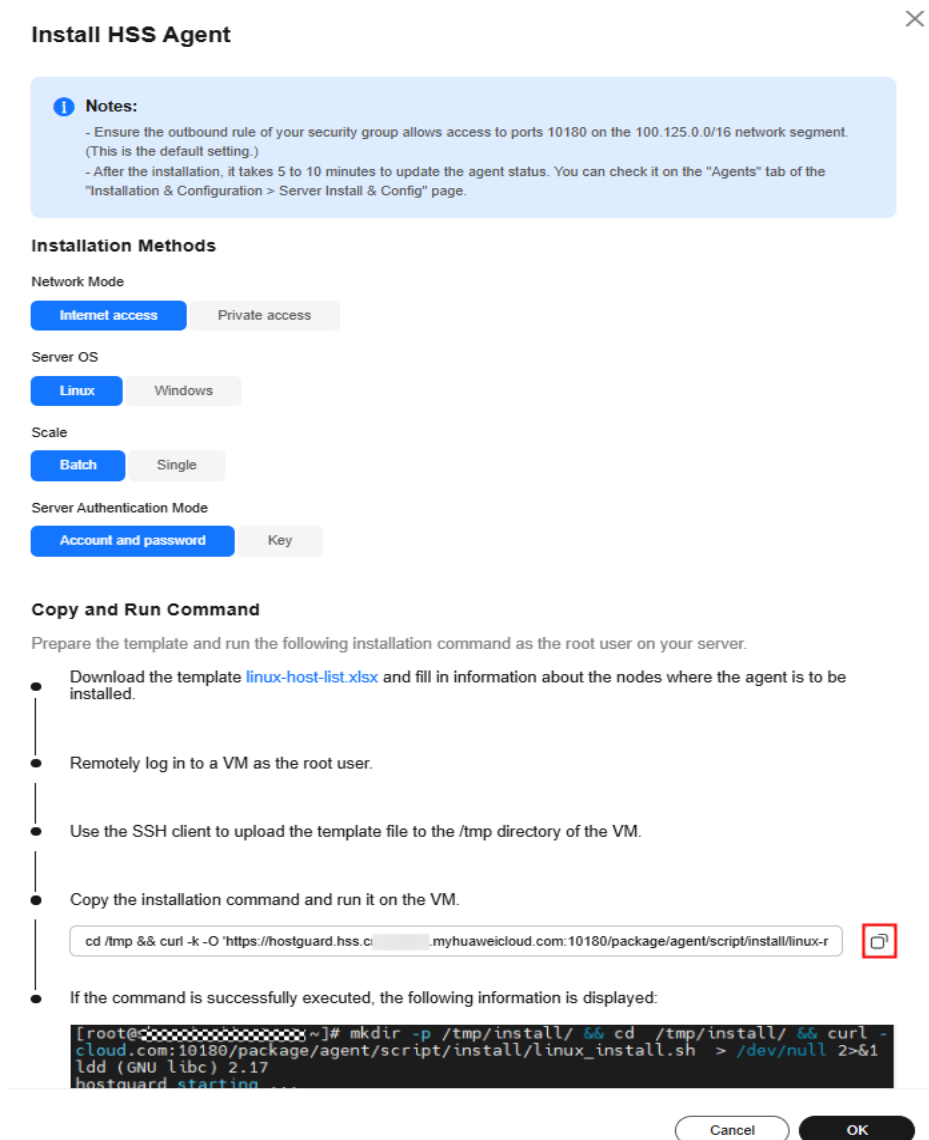 Install HSS Agent
Notes:
- Ensure the outbound rule of your security group allows access to ports 10180 on the 100.125.0.0/16 network segment.
(This is the default setting.)
- After the installation, it takes 5 to 10 minutes to update the agent status. You can check it on the "Agents" tab of the
"Installation & Configuration > Server Install & Config" page.
Installation Methods
Network Mode
Internet access Private access
Server OS
Linux Windows
Scale
Batch Single
Server Authentication Mode
Account and password Key
Copy and Run Command
Prepare the template and run the following installation command as the root user on your server.
Download the template linux-host-list.xlsx and fill in information about the nodes where the agent is to be
installed.
Remotely log in to a VM as the root user.
Use the SSH client to upload the template file to the /tmp directory of the VM.
Copy the installation command and run it on the VM.
cd /tmp && curl -k -O 'https://hostguard.hss.c .myhuaweicloud.com:10180/package/agent/script/install/linux-r
If the command is successfully executed, the following information is displayed:
[root@ ~]# mkdir -p /tmp/install/ && cd /tmp/install/ && curl -
cloud.com:10180/package/agent/script/install/linux_install.sh > /dev/null 2>&1
ldd (GNU libc) 2.17
hostguard starting ...
Cancel OK